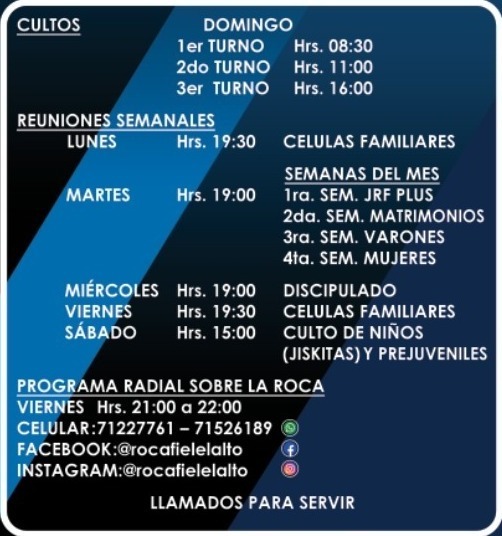 CULTOS DOMINGO
1er TURNO Hrs. 08:30
2do TURNO Hrs. 11:00
3er TURNO Hrs. 16:00
REUNIONES SEMANALES
LUNES Hrs. 19:30 CELULAS FAMILIARES
SEMANAS DEL MES
MARTES Hrs. 19:00 1ra. SEM. JRF PLUS
2da. SEM. MATRIMONIOS
3ra. SEM. VARONES
4ta. SEM. MUJERES
MIÉRCOLES Hrs. 19:00 DISCIPULADO
VIERNES Hrs. 19:30 CELULAS FAMILIARES
SÁBADO Hrs. 15:00 CULTO DE NIÑOS
(JISKITAS) Y PREJUVENILES
PROGRAMA RADIAL SOBRE LA ROCA
VIERNES Hrs. 21:00 a 22:00
CELULAR:71227761 – 71526189
FACEBOOK:@rocafielelalto
INSTAGRAM:@rocafielelalto
LLAMADOS PARA SERVIR